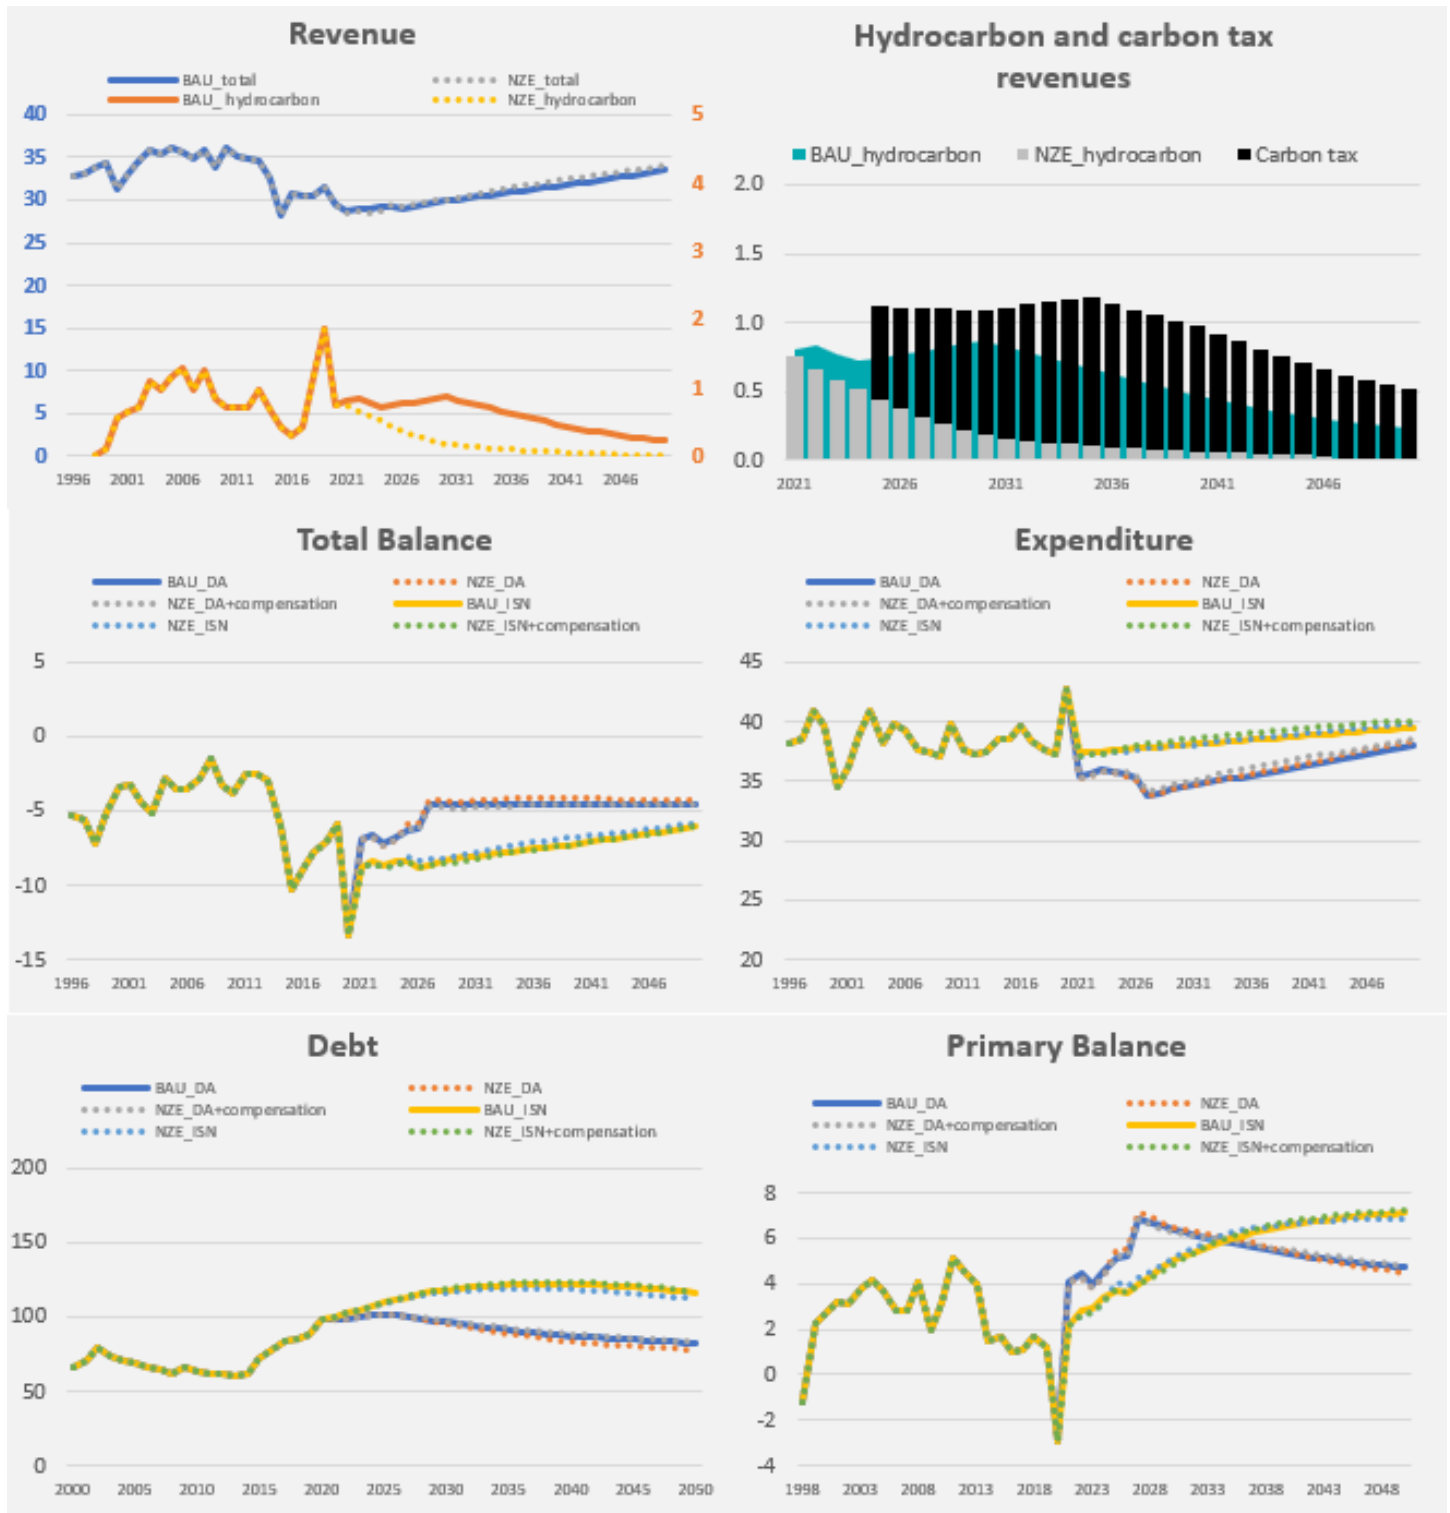 Revenue
BAU_total NZE_total
BAU_ hydrocarbon NZE_hydrocarbon
40 5
35
30 4
25 3
20
15 2
10 1
5
0 0
1996 2001 2006 2011 2016 2021 2026 2031 2036 2041 2046
Hydrocarbon and carbon tax
revenues
BAU_hydrocarbon NZE_hydrocarbon Carbon tax
2.0
1.5
1.0
0.5
0.0
2021 2026 2031 2036 2041 2046
Total Balance
BAU_DA NZE_DA
NZE_DA+compensation BAU_ISN
NZE_ISN NZE_ISN+compensation
5
0
-5
-10
-15
1996 2001 2006 2011 2016 2021 2026 2031 2036 2041 2046
Expenditure
BAU_DA NZE_DA
NZE_DA+compensation BAU_ISN
NZE_ISN NZE_ISN+compensation
45
40
35
30
25
20
1996 2001 2006 2011 2016 2021 2026 2031 2036 2041 2046
Debt
BAU_DA NZE_DA
NZE_DA+compensation BAU_ISN
NZE_ISN NZE_ISN+compensation
200
150
100
50
0
2000 2005 2010 2015 2020 2025 2030 2035 2040 2045 2050
Primary Balance
BAU_DA NZE_DA
NZE_DA+compensation BAU_ISN
NZE_ISN NZE_ISN+compensation
8
6
4
2
0
-2
-4
1998 2003 2008 2013 2018 2023 2028 2033 2038 2043 2048